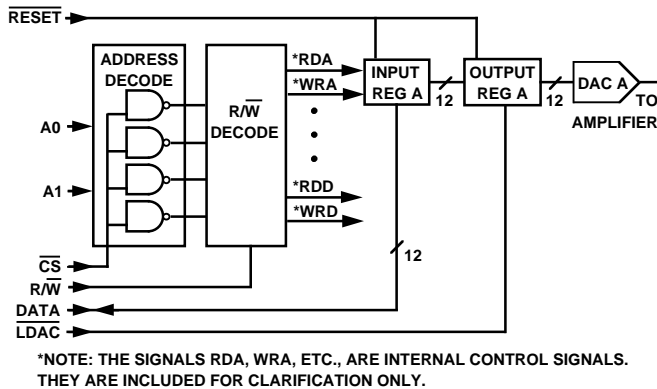 RESET
ADDRESS
DECODE
*RDA
*WRA
INPUT
REG A
12
OUTPUT
REG A
12
DAC A
TO
AMPLIFIER
A0
R/W
DECODE
A1
*RDD
*WRD
12
CS
R/W
DATA
LDAC
*NOTE: THE SIGNALS RDA, WRA, ETC., ARE INTERNAL CONTROL SIGNALS.
THEY ARE INCLUDED FOR CLARIFICATION ONLY.